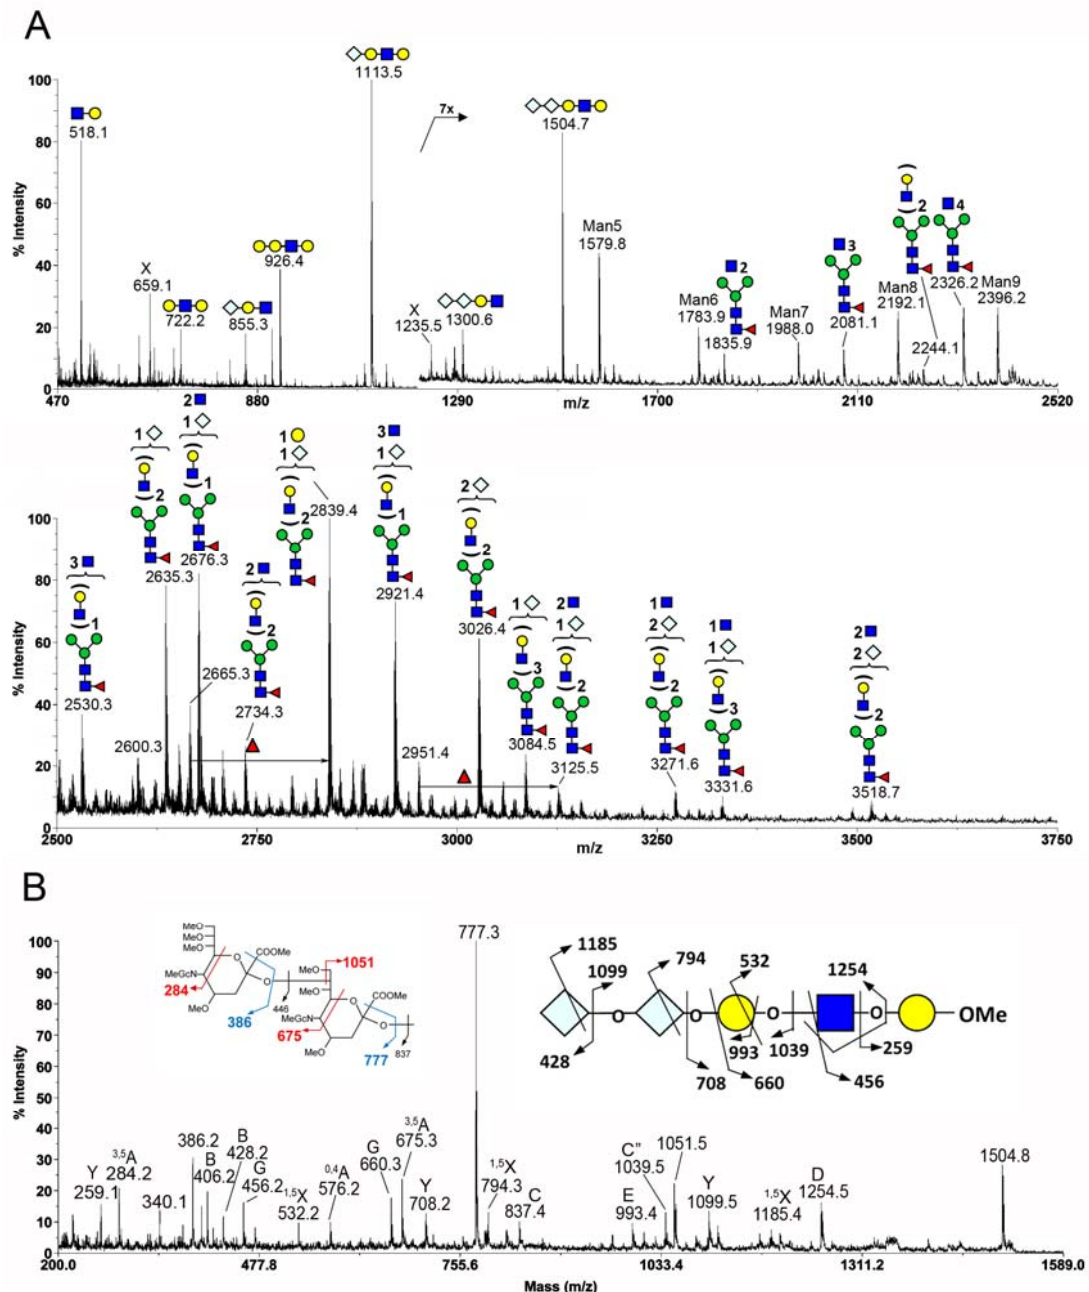 A
1113.5
100
7x
1504.7
518.1
80
60
Man5
1579.8
2
4
926.4
3
40
X
659.1
2
Man6
1783.9
Man8
2192.1
2326.2
Man9
2396.2
722.2
855.3
X
1235.5
1300.6
1835.9
Man7
1988.0
2081.1
2244.1
20
0
% Intensity
470
880
1290
m/z
1700
2110
2520
2
1
1
1
1
3
1
2
2839.4
100
2
1
2
1
2
3
2635.3
2676.3
2
2921.4
1
2
1
2
1
1
1
2
2
80
3026.4
1
2
3
2
2
3
2
60
2530.3
2665.3
2734.3
3084.5
3125.5
3271.6
3331.6
3518.7
40
2600.3
2951.4
20
0
% Intensity
2500
2750
3000
m/z
3250
3500
3750
B
777.3
100
90
80
70
60
50
40
30
20
10
0
% Intensity
MeO
MeO
MeO
O
COOMe
MeGcN
284
MeO
O
386
446
MeO
1051
MeO
O
COOMe
MeGcN
675
MeO
O
777
837
1185
1099
794
532
1254
O
O
O
O
OMe
428
708
993
660
1039
456
259
Y
259.1
3,5A
284.2
340.1
386.2
B
406.2
B
428.2
G
456.2
1,5X
532.2
0,4A
576.2
G
660.3
3,5A
675.3
Y
708.2
1,5X
794.3
C
837.4
E
993.4
C"
1039.5
1051.5
Y
1099.5
1,5X
1185.4
D
1254.5
1504.8
200.0
477.8
755.6
1033.4
1311.2
1589.0
Mass (m/z)